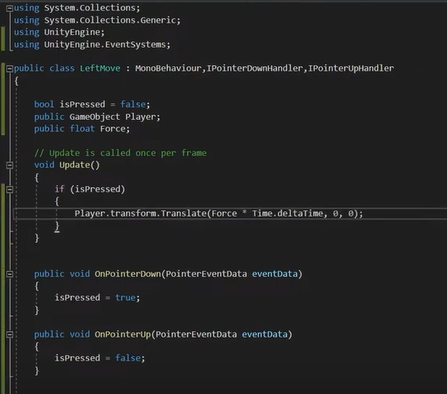 using System.Collections;
using System.Collections.Generic;
using UnityEngine;
using UnityEngine.EventSystems;
public class LeftMove : MonoBehaviour,IPointerDownHandler,IPointerUpHandler
{
bool isPressed = false;
public GameObject Player;
public float Force;
// Update is called once per frame
void Update()
{
if (isPressed)
{
Player.transform.Translate(Force * Time.deltaTime, 0, 0);
}
}
public void OnPointerDown(PointerEventData eventData)
{
isPressed = true;
}
public void OnPointerUp(PointerEventData eventData)
{
isPressed = false;
}